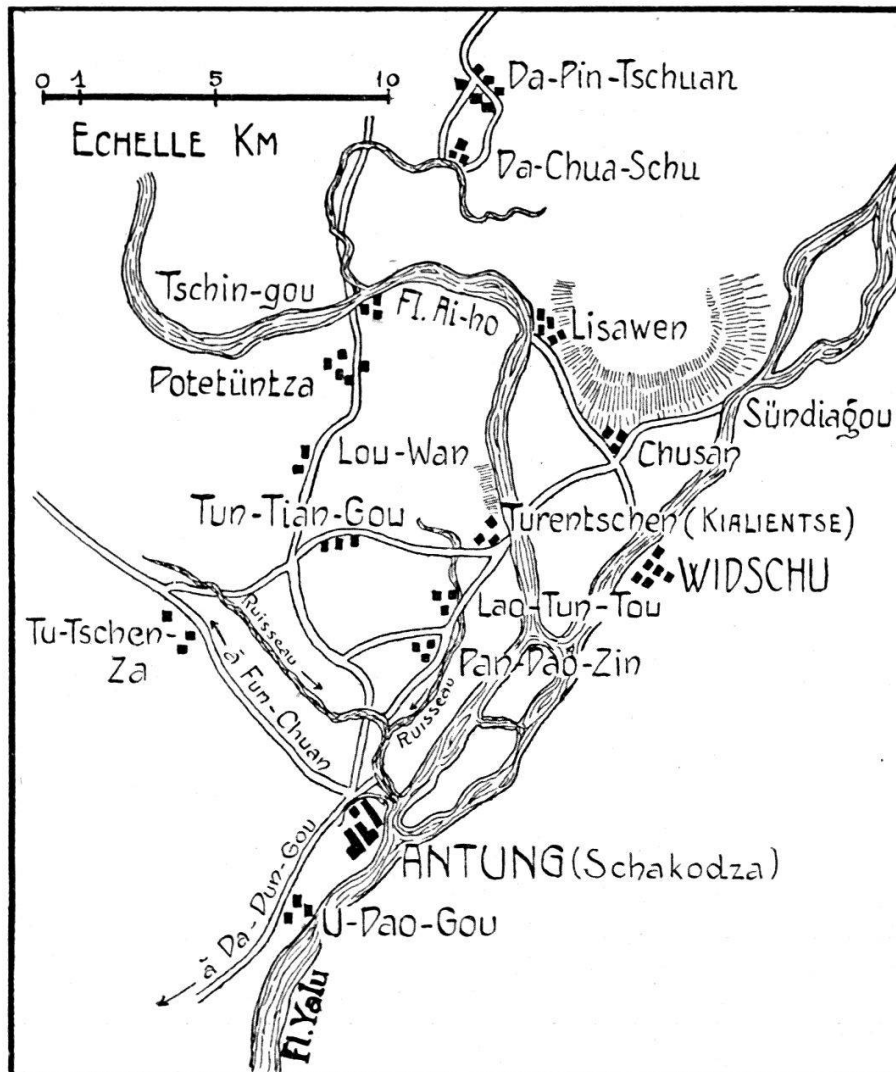 0 1 5 10
ECHELLE KM
Da-Pin-Tschuan
Da-Chua-Schu
Tschin-gou
Fl. Ai-ho
Lisawen
Potetüntza
Sündiagou
Lou-Wan
Chusan
Tun-Tian-Gou
Turentschen (KIALIENTSE)
WIDSCHU
Ruisseau
Lao-Tun-Tou
Tu-Tschen-
Za
Pan-Dao-Zin
à Fun-Chuan
Ruisseau
ANTUNG (Schakodza)
à Da-Dun-Gou
U-Dao-Gou
Fl. Yalu